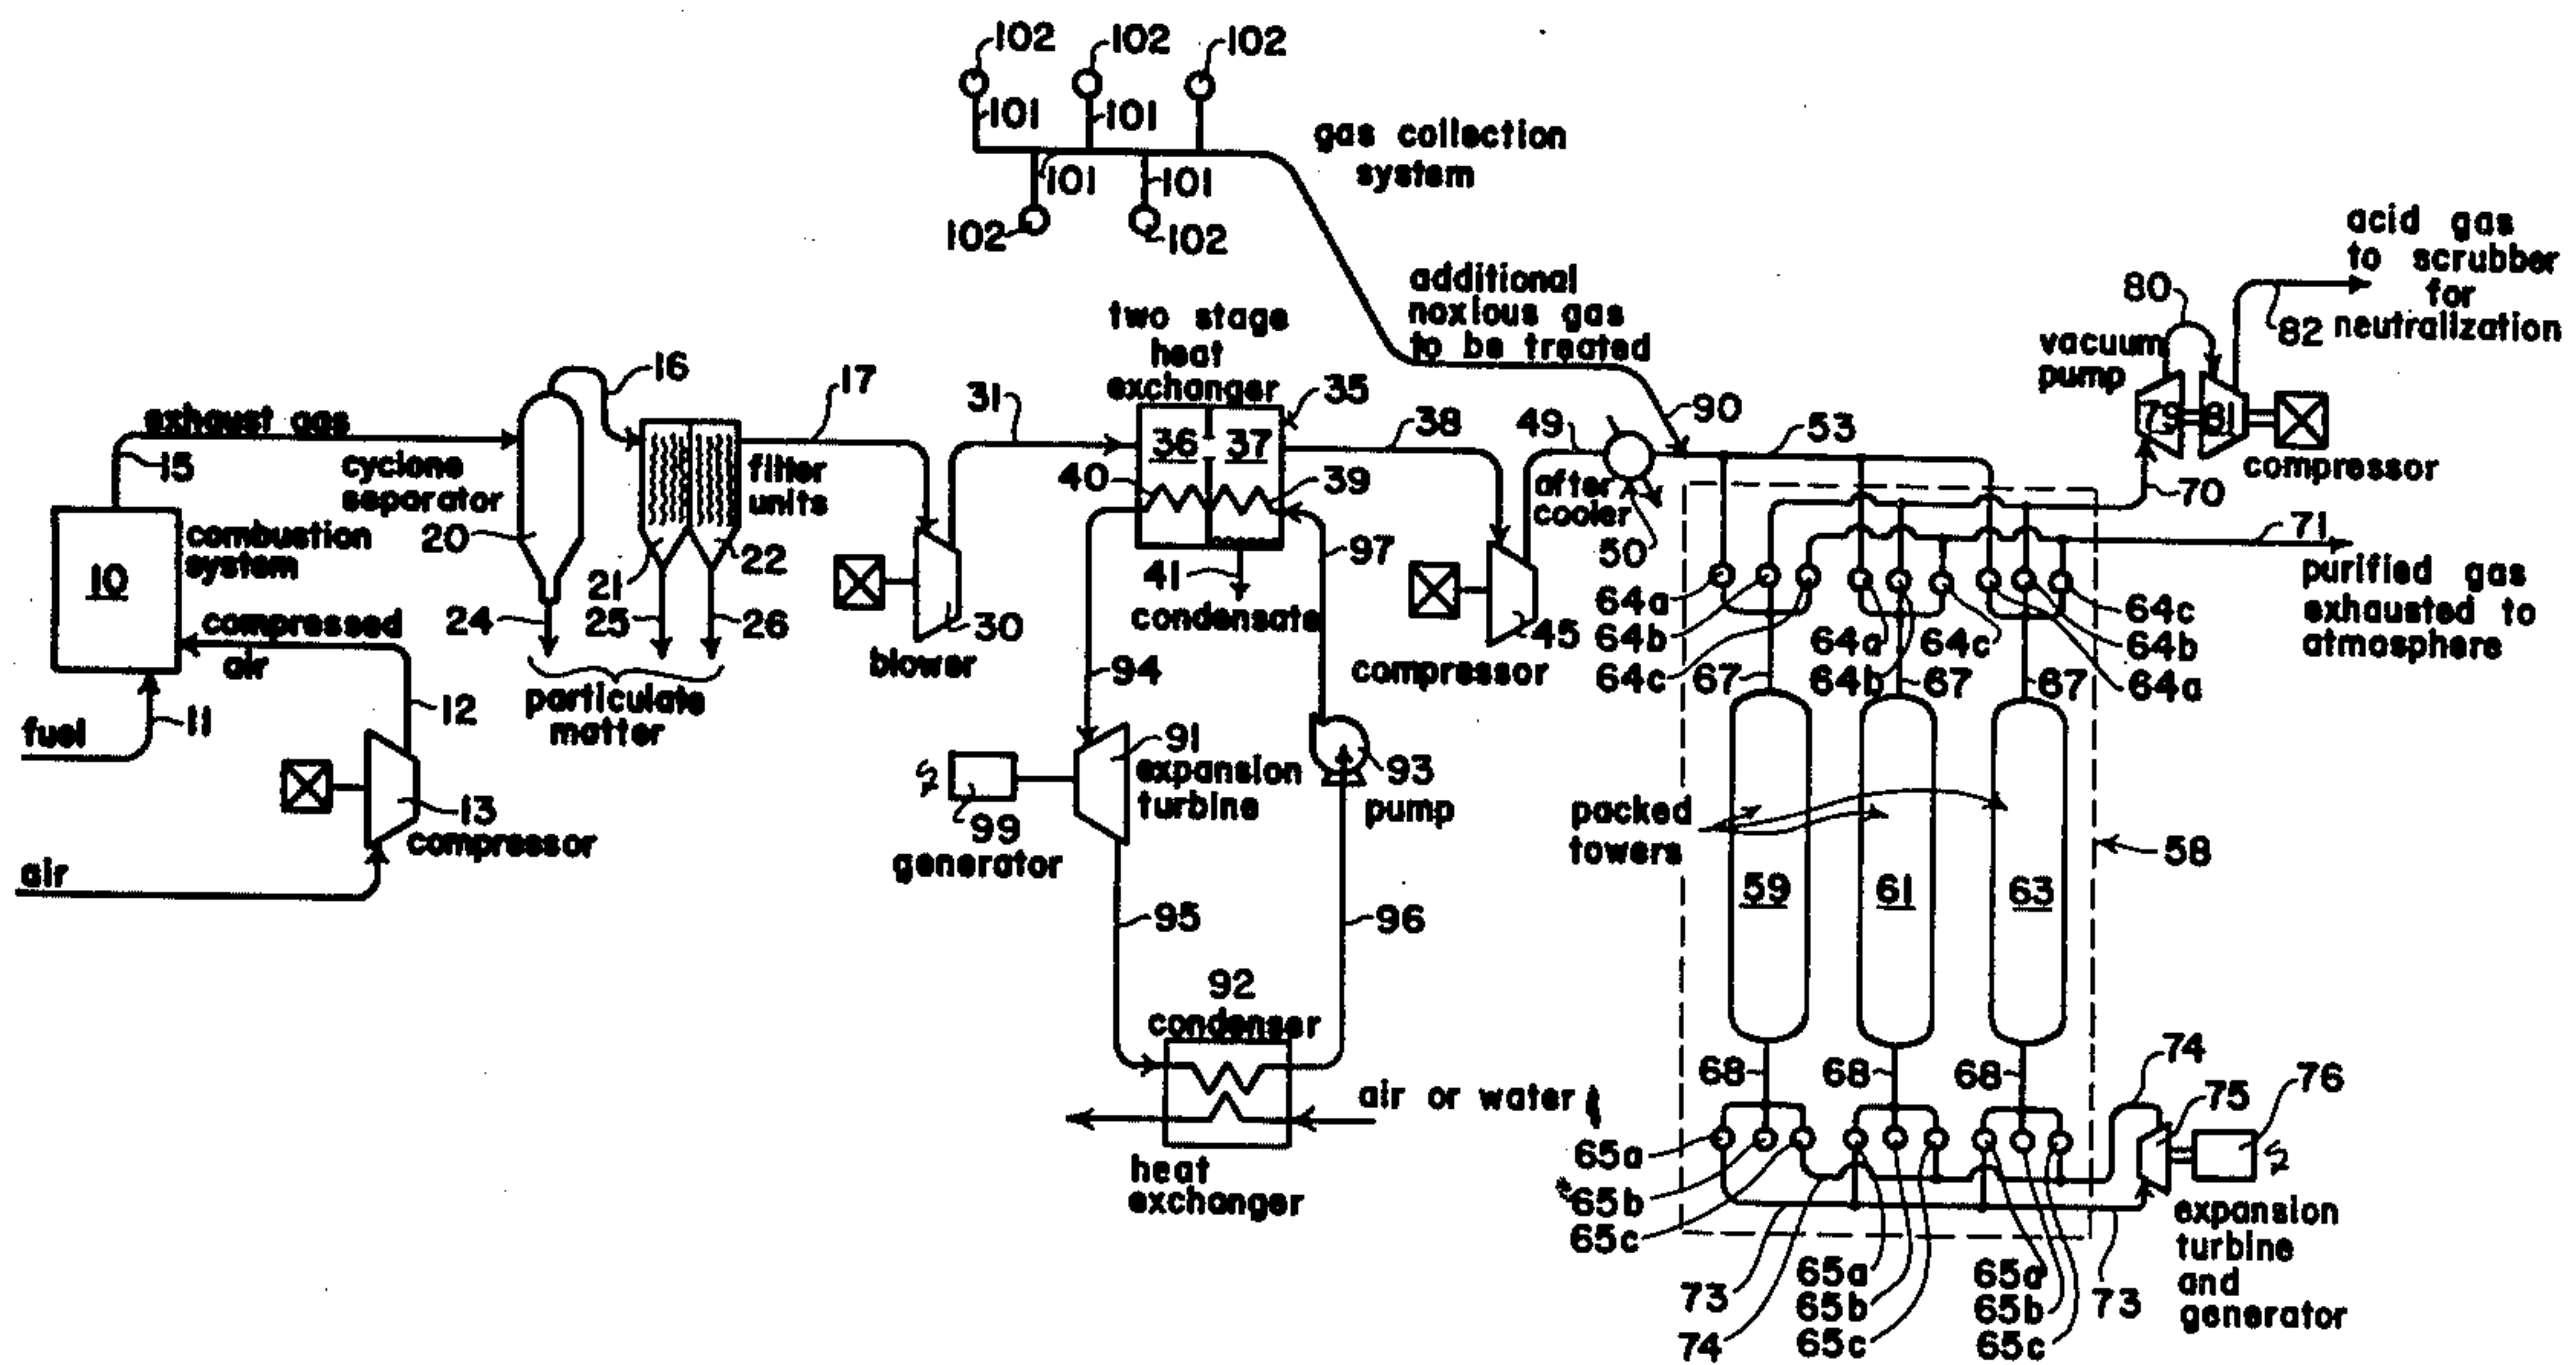 102
102
102
101
101
gas collection
system
101
101
102
102
acid gas
to scrubber
for
neutralization
80
82
vacuum
pump
79
81
compressor
70
71
purified gas
exhausted to
atmosphere
additional
noxious gas
to be treated
90
two stage
heat
exchanger
35
36
37
40
39
31
38
49
53
after
cooler
50
41
condensate
97
exhaust gas
15
16
17
cyclone
separator
20
filter
units
21
22
24
25
26
particulate
matter
10
combustion
system
compressed
air
12
fuel
11
13
compressor
air
30
blower
45
compressor
94
91
expansion
turbine
93
pump
99
generator
95
96
92
condenser
air or water
heat
exchanger
64a
64b
64c
67
64a
64b
64c
67
64c
64b
64a
67
packed
towers
59
61
63
58
68
68
68
74
75
76
65a
65b
65c
73
74
65a
65b
65c
65a
65b
65c
73
expansion
turbine
and
generator